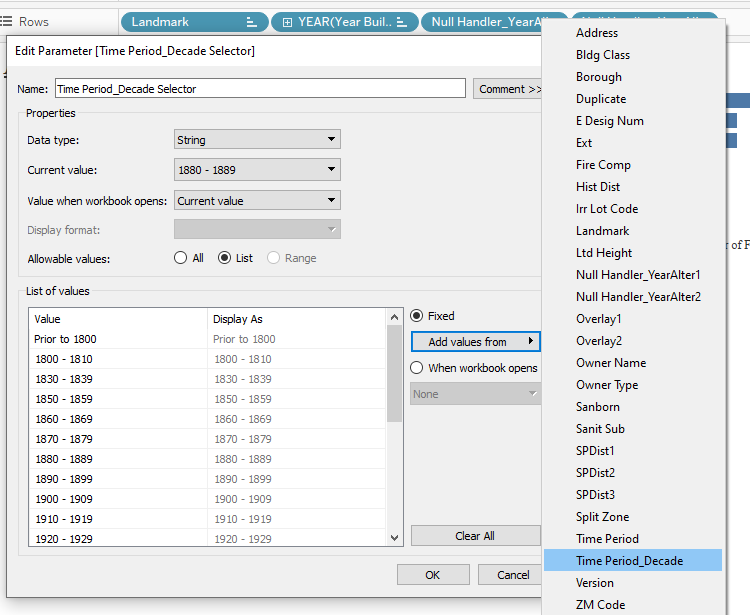 Rows
Landmark
YEAR(Year Buil..
Null Handler_YearAl
Edit Parameter [Time Period_Decade Selector]
Name:
Time Period_Decade Selector
Comment >>
Properties
Data type:
String
Current value:
1880 - 1889
Value when workbook opens:
Current value
Display format:
Allowable values:
All
List
Range
List of values
Value
Display As
Prior to 1800
Prior to 1800
1800 - 1810
1800 - 1810
1830 - 1839
1830 - 1839
1850 - 1859
1850 - 1859
1860 - 1869
1860 - 1869
1870 - 1879
1870 - 1879
1880 - 1889
1880 - 1889
1890 - 1899
1890 - 1899
1900 - 1909
1900 - 1909
1910 - 1919
1910 - 1919
1920 - 1929
1920 - 1929
Fixed
Add values from
When workbook opens
None
Clear All
OK
Cancel
Address
Bldg Class
Borough
Duplicate
E Desig Num
Ext
Fire Comp
Hist Dist
Irr Lot Code
Landmark
Ltd Height
Null Handler_YearAlter1
Null Handler_YearAlter2
Overlay1
Overlay2
Owner Name
Owner Type
Sanborn
Sanit Sub
SPDist1
SPDist2
SPDist3
Split Zone
Time Period
Time Period_Decade
Version
ZM Code
r of F